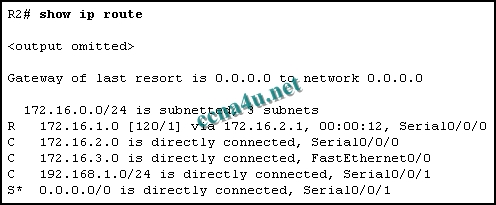 R2# show ip route
<output omitted>
Gateway of last resort is 0.0.0.0 to network 0.0.0.0
172.16.0.0/24 is subnetted, 3 subnets
R 172.16.1.0 [120/1] via 172.16.2.1, 00:00:12, Serial0/0/0
C 172.16.2.0 is directly connected, Serial0/0/0
C 172.16.3.0 is directly connected, FastEthernet0/0
C 192.168.1.0/24 is directly connected, Serial0/0/1
S* 0.0.0.0/0 is directly connected, Serial0/0/1
ccna4u.net